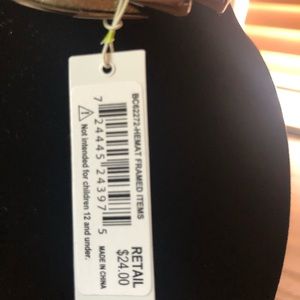 BC62272-HEMAT FRAMED ITEMS
7 24445 24397 5
Not intended for children 12 and under.
RETAIL
$24.00
MADE IN CHINA